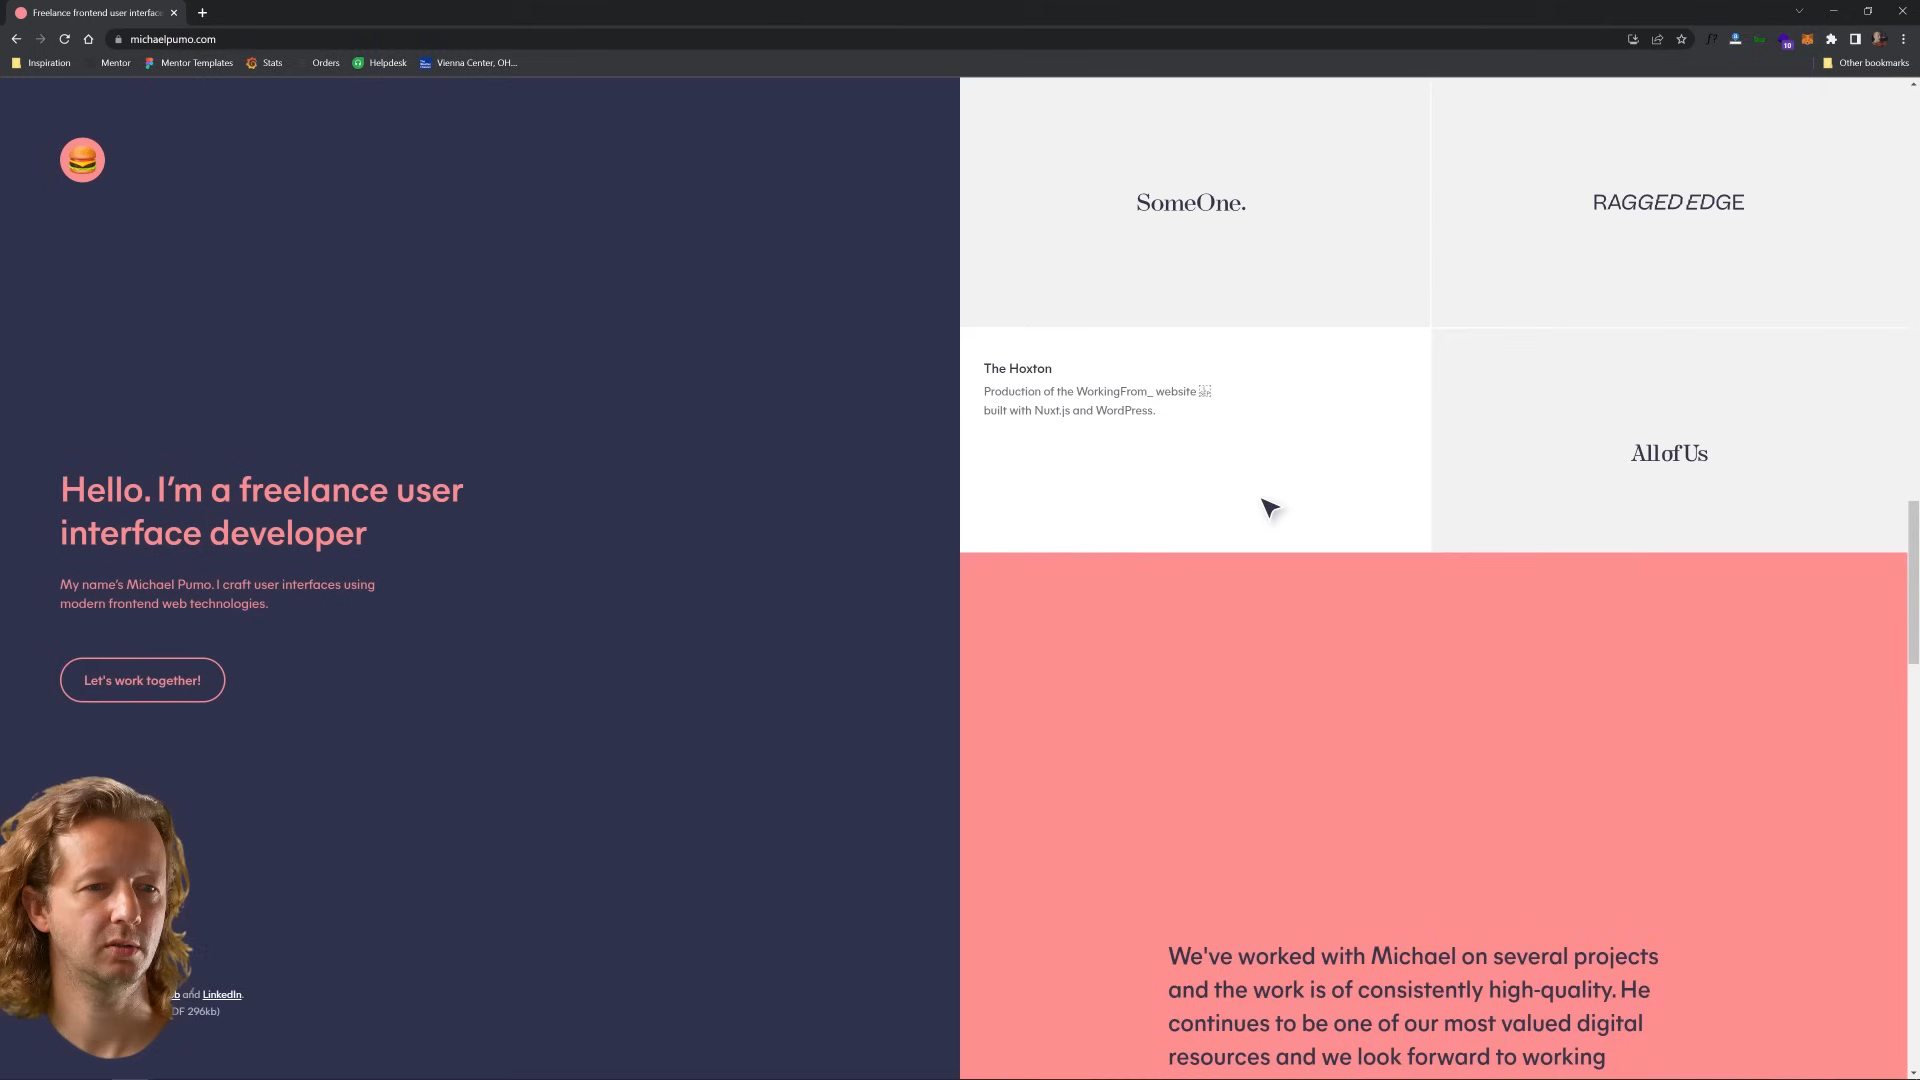 Freelance frontend user interface
michaelpumo.com
10
Inspiration
Mentor
Mentor Templates
Stats
Orders
Helpdesk
Vienna Center, OH...
Other bookmarks
Hello. I’m a freelance user
interface developer
My name’s Michael Pumo. I craft user interfaces using
modern frontend web technologies.
Let's work together!
b and LinkedIn.
DF 296kb)
SomeOne.
RAGGED EDGE
The Hoxton
Production of the WorkingFrom_ website
built with Nuxt.js and WordPress.
AllofUs
We've worked with Michael on several projects
and the work is of consistently high-quality. He
continues to be one of our most valued digital
resources and we look forward to working